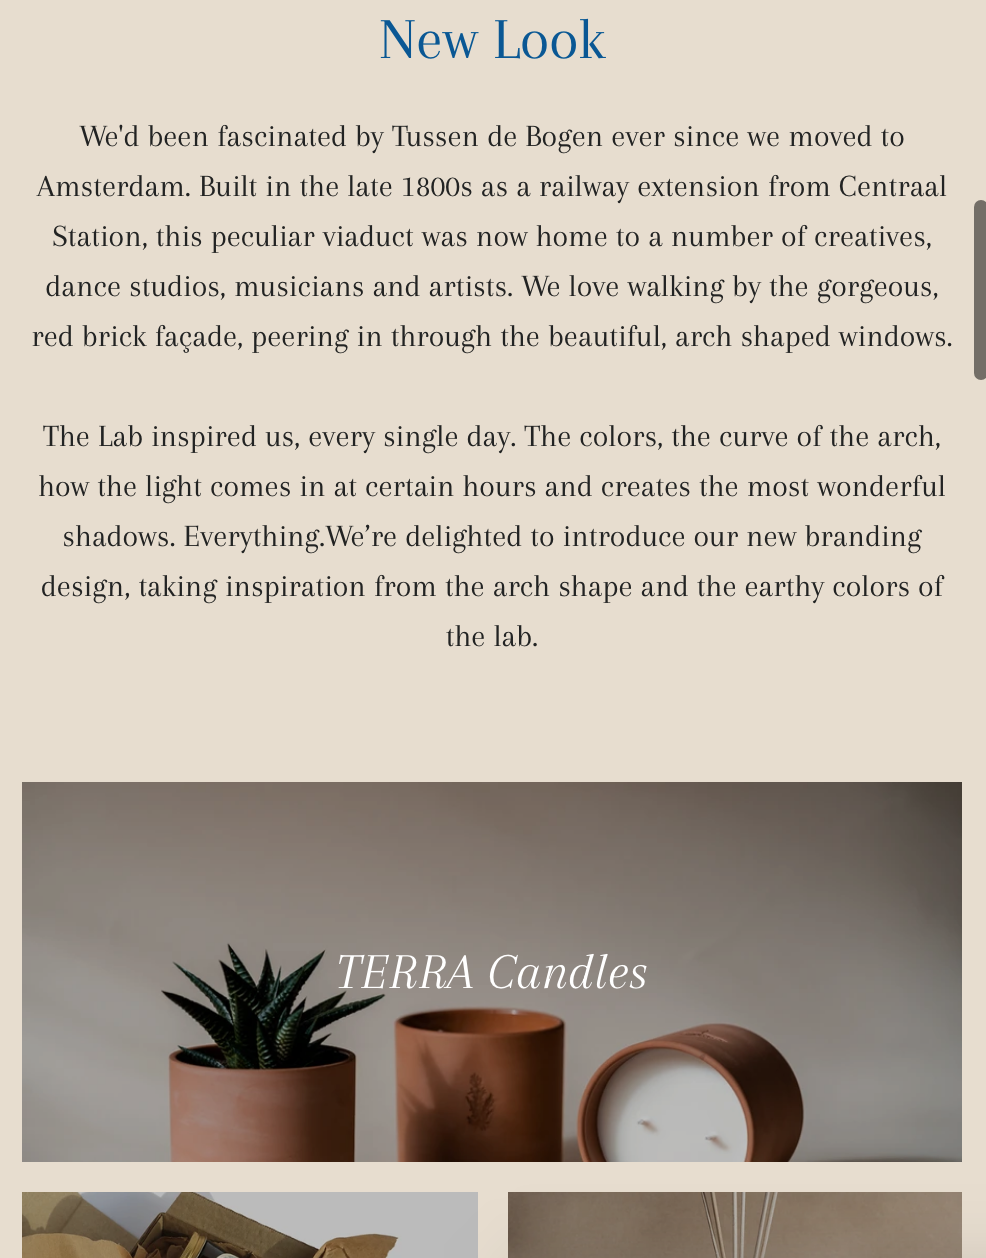 New Look
We'd been fascinated by Tussen de Bogen ever since we moved to
Amsterdam. Built in the late 1800s as a railway extension from Centraal
Station, this peculiar viaduct was now home to a number of creatives,
dance studios, musicians and artists. We love walking by the gorgeous,
red brick façade, peering in through the beautiful, arch shaped windows.
The Lab inspired us, every single day. The colors, the curve of the arch,
how the light comes in at certain hours and creates the most wonderful
shadows. Everything.We’re delighted to introduce our new branding
design, taking inspiration from the arch shape and the earthy colors of
the lab.
TERRA Candles